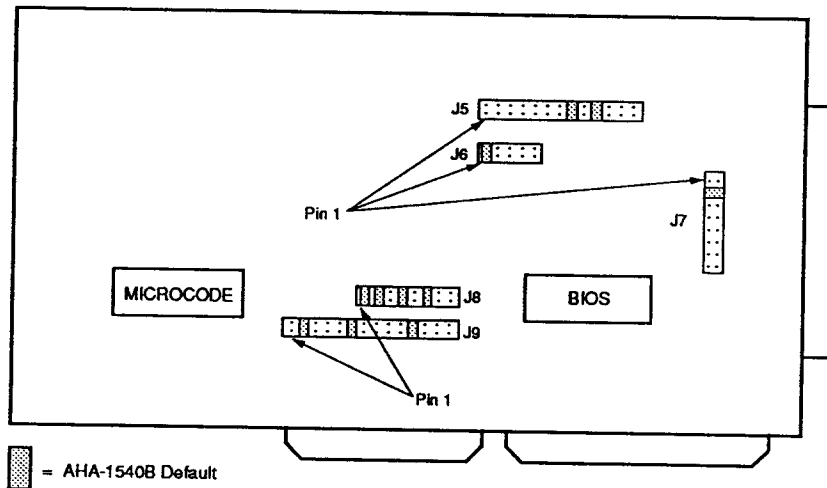 J5
J6
Pin 1
J7
MICROCODE
J8
BIOS
J9
Pin 1
= AHA-1540B Default